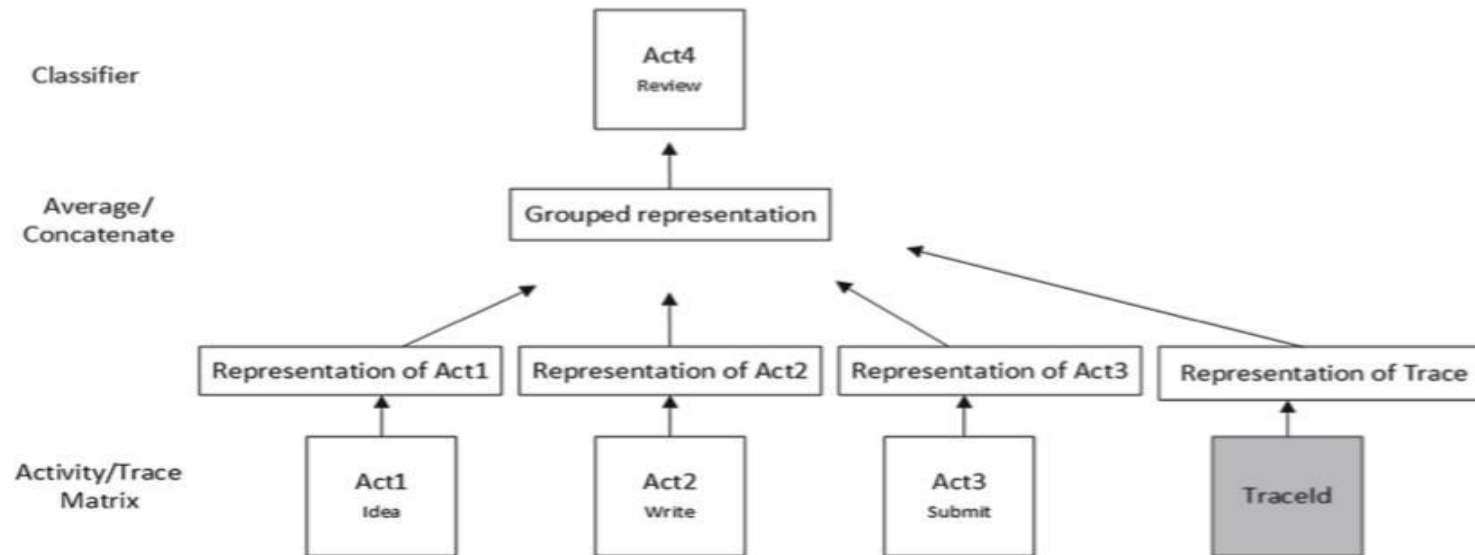 Classifier
Act4
Review
Average/
Concatenate
Grouped representation
Representation of Act1
Representation of Act2
Representation of Act3
Representation of Trace
Activity/Trace
Matrix
Act1
Idea
Act2
Write
Act3
Submit
TraceId